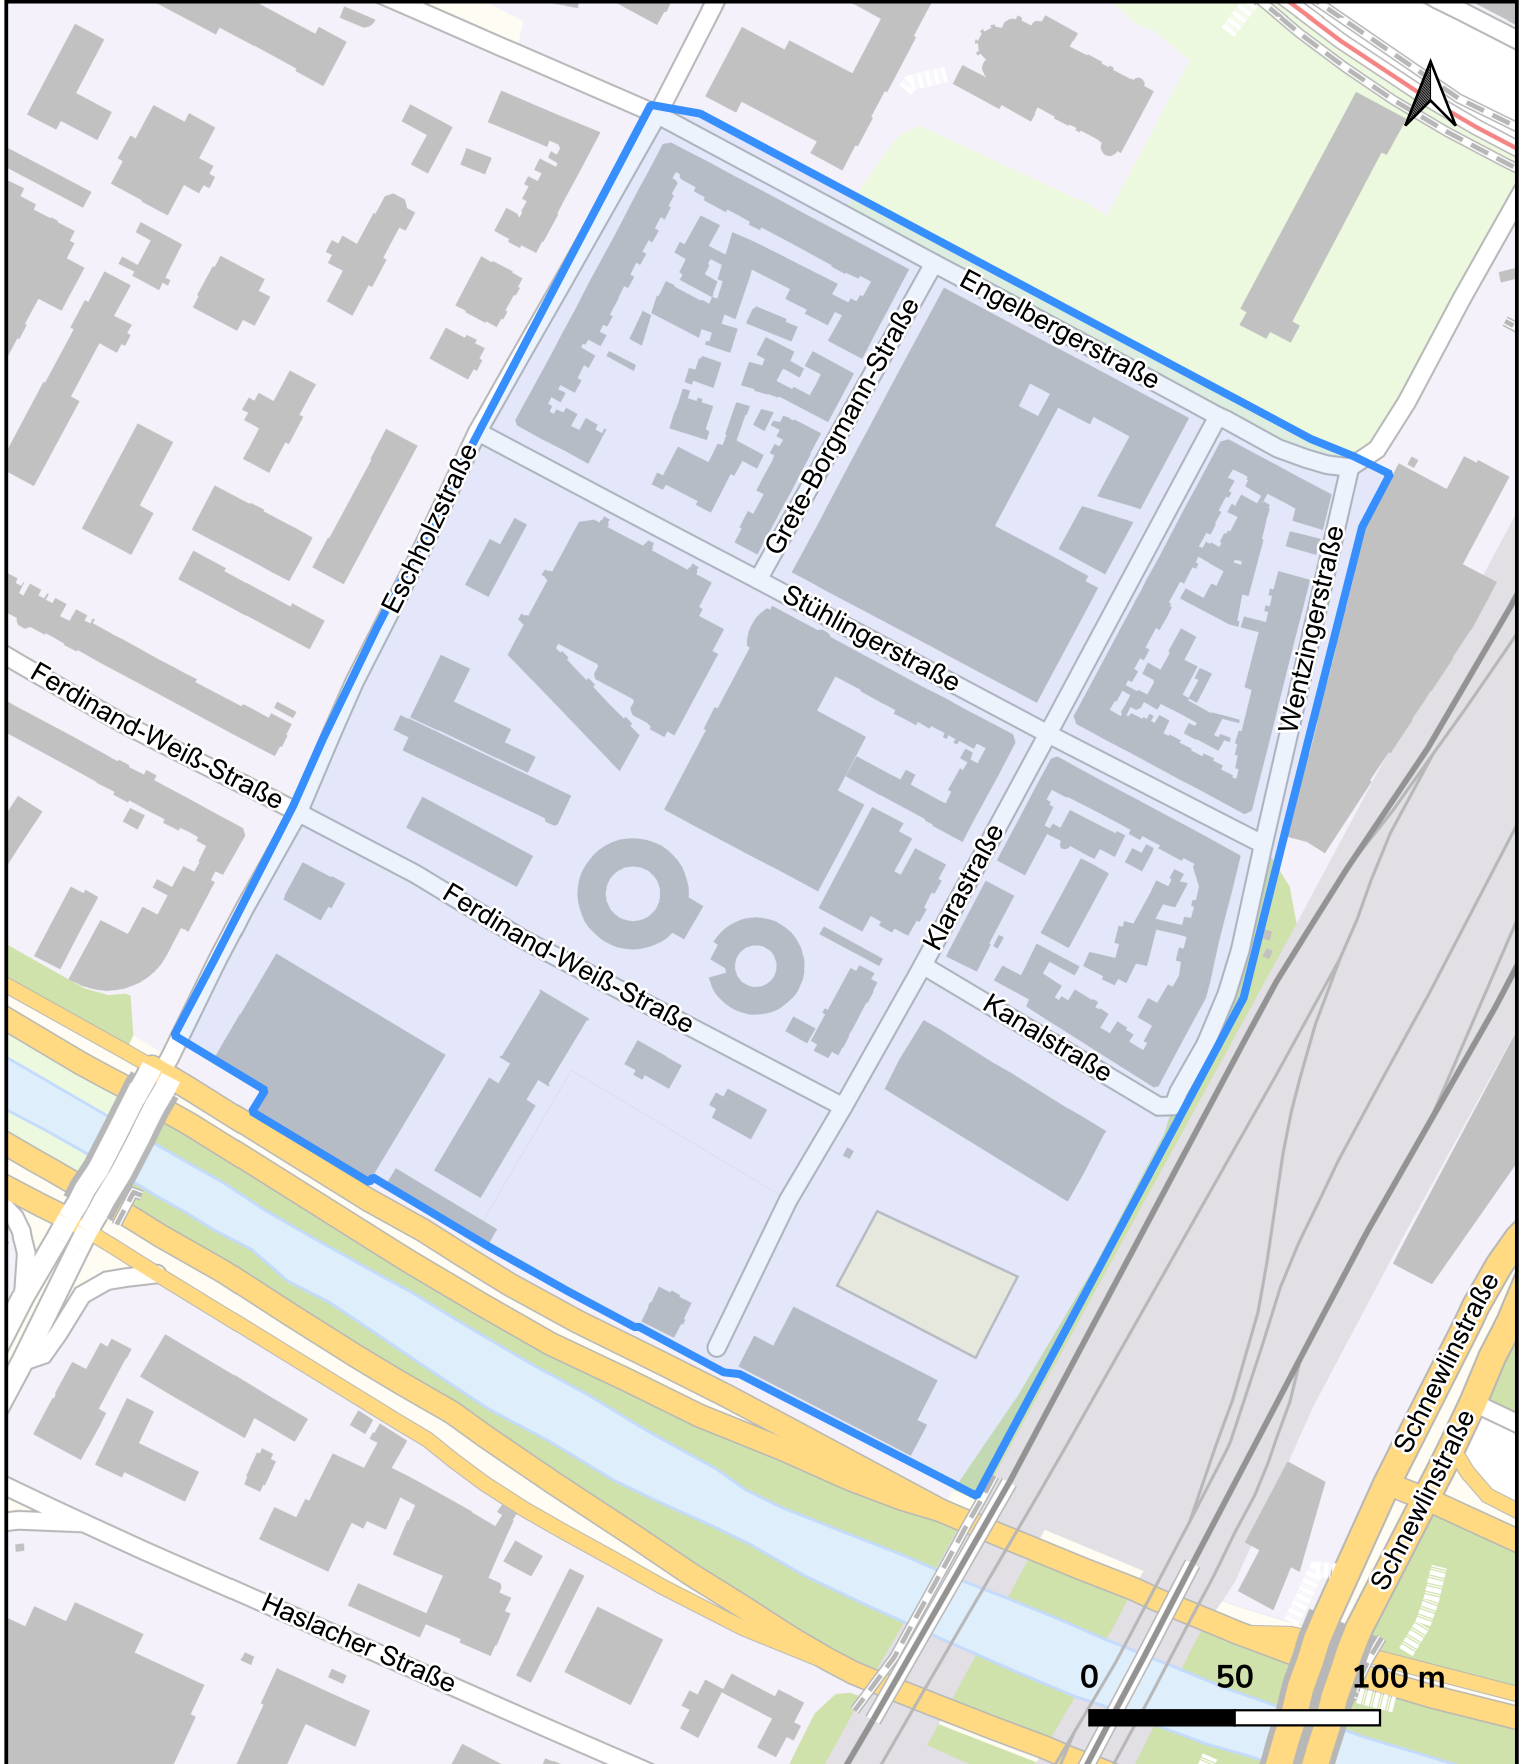 Engelbergerstraße
Grete-Borgmann-Straße
Eschholzstraße
Wentzingerstraße
Stühlingerstraße
Ferdinand-Weiß-Straße
Klarastraße
Ferdinand-Weiß-Straße
Kanalstraße
Schnewlinstraße
Schnewlinstraße
Haslacher Straße
0 50 100 m